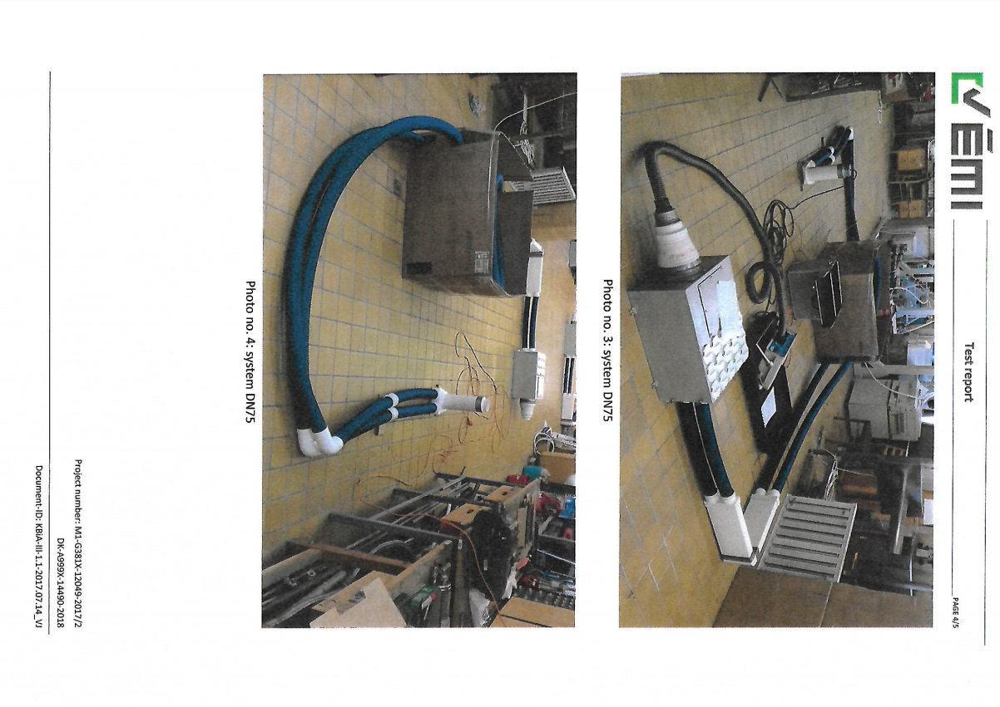 ÉMI
Test report
PAGE 4/5
Photo no. 3: system DN75
Photo no. 4: system DN75
Project number: M1-G381X-12049-2017/2
DK-A999X-14490-2018
Document-ID: KBIA-III-1.1-2017.07.14_VJ